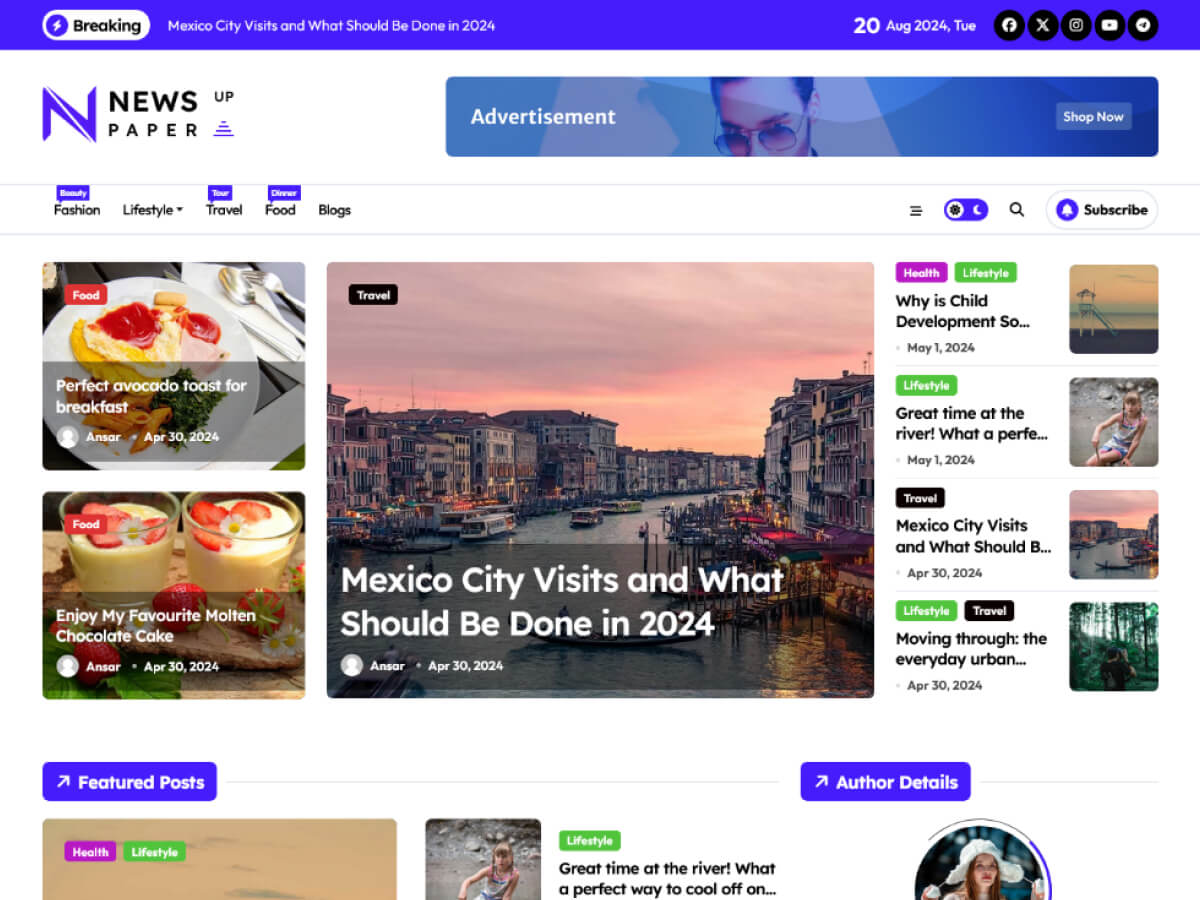 Breaking
Mexico City Visits and What Should Be Done in 2024
20 Aug 2024, Tue
NEWS UP
PAPER
Advertisement
Shop Now
Beauty
Fashion
Lifestyle
Tour
Travel
Dinner
Food
Blogs
Subscribe
Food
Perfect avocado toast for
breakfast
Ansar
Apr 30, 2024
Food
Enjoy My Favourite Molten
Chocolate Cake
Ansar
Apr 30, 2024
Travel
Mexico City Visits and What
Should Be Done in 2024
Ansar
Apr 30, 2024
Health Lifestyle
Why is Child
Development So...
May 1, 2024
Lifestyle
Great time at the
river! What a perfe...
May 1, 2024
Travel
Mexico City Visits
and What Should B...
Apr 30, 2024
Lifestyle Travel
Moving through: the
everyday urban...
Apr 30, 2024
Featured Posts
Health Lifestyle
Lifestyle
Great time at the river! What
a perfect way to cool off on...
Author Details